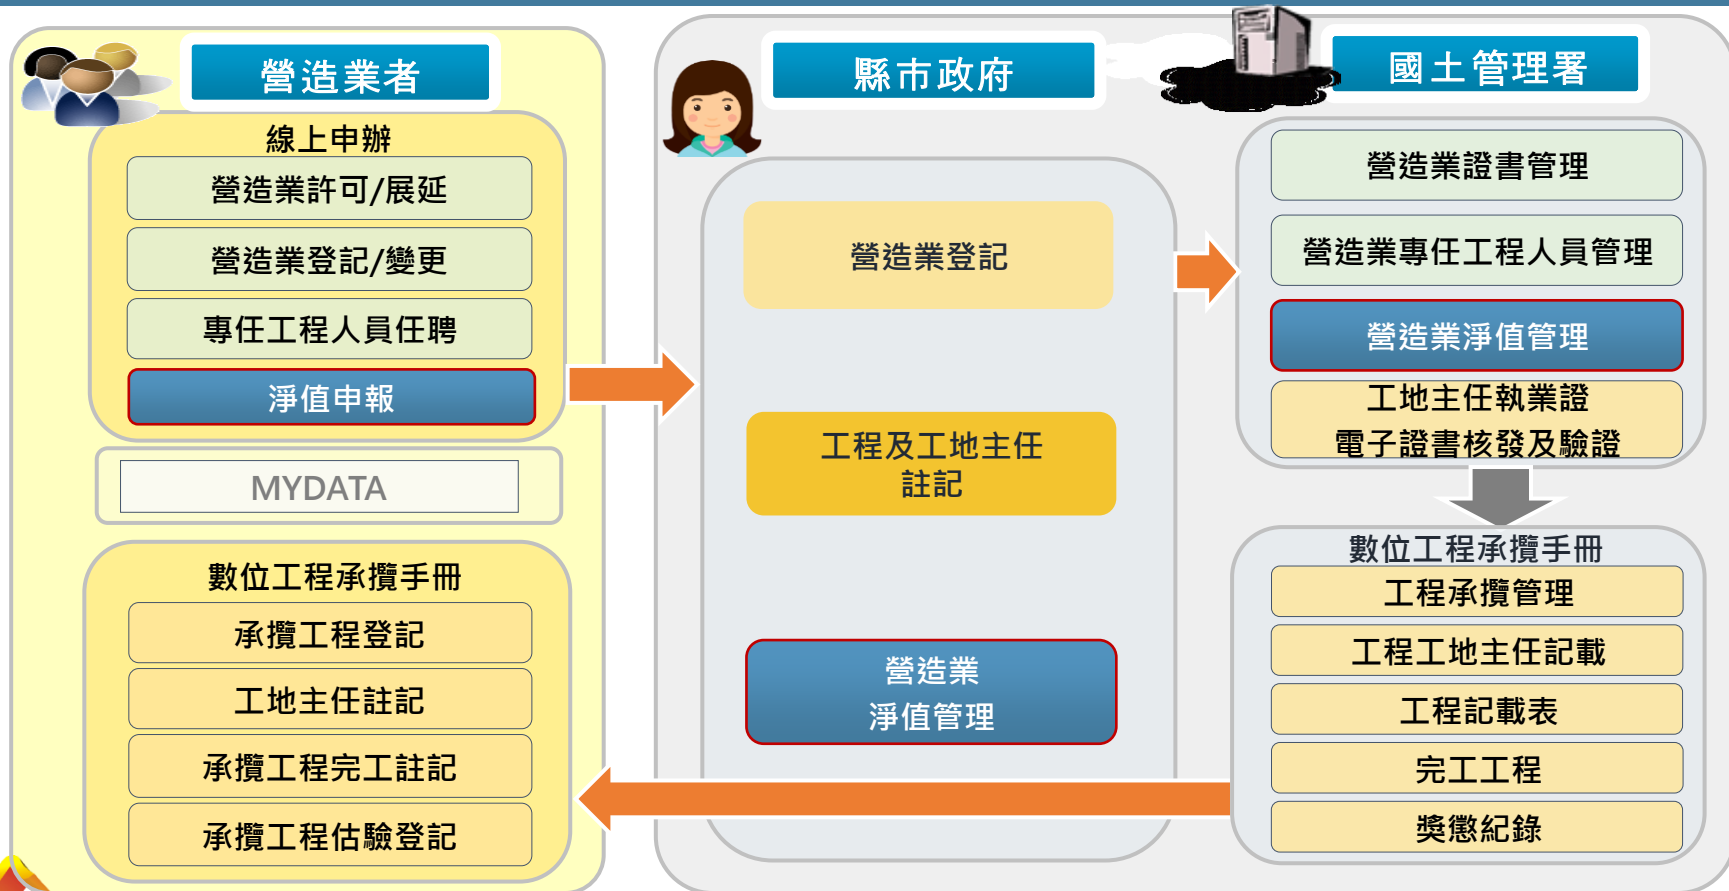 營造業者
線上申辦
營造業許可/展延
營造業登記/變更
專任工程人員任聘
淨值申報
MYDATA
數位工程承攬手冊
承攬工程登記
工地主任註記
承攬工程完工註記
承攬工程估驗登記
縣市政府
營造業登記
工程及工地主任
註記
營造業
淨值管理
國土管理署
營造業證書管理
營造業專任工程人員管理
營造業淨值管理
工地主任執業證
電子證書核發及驗證
數位工程承攬手冊
工程承攬管理
工程工地主任記載
工程記載表
完工工程
獎懲紀錄